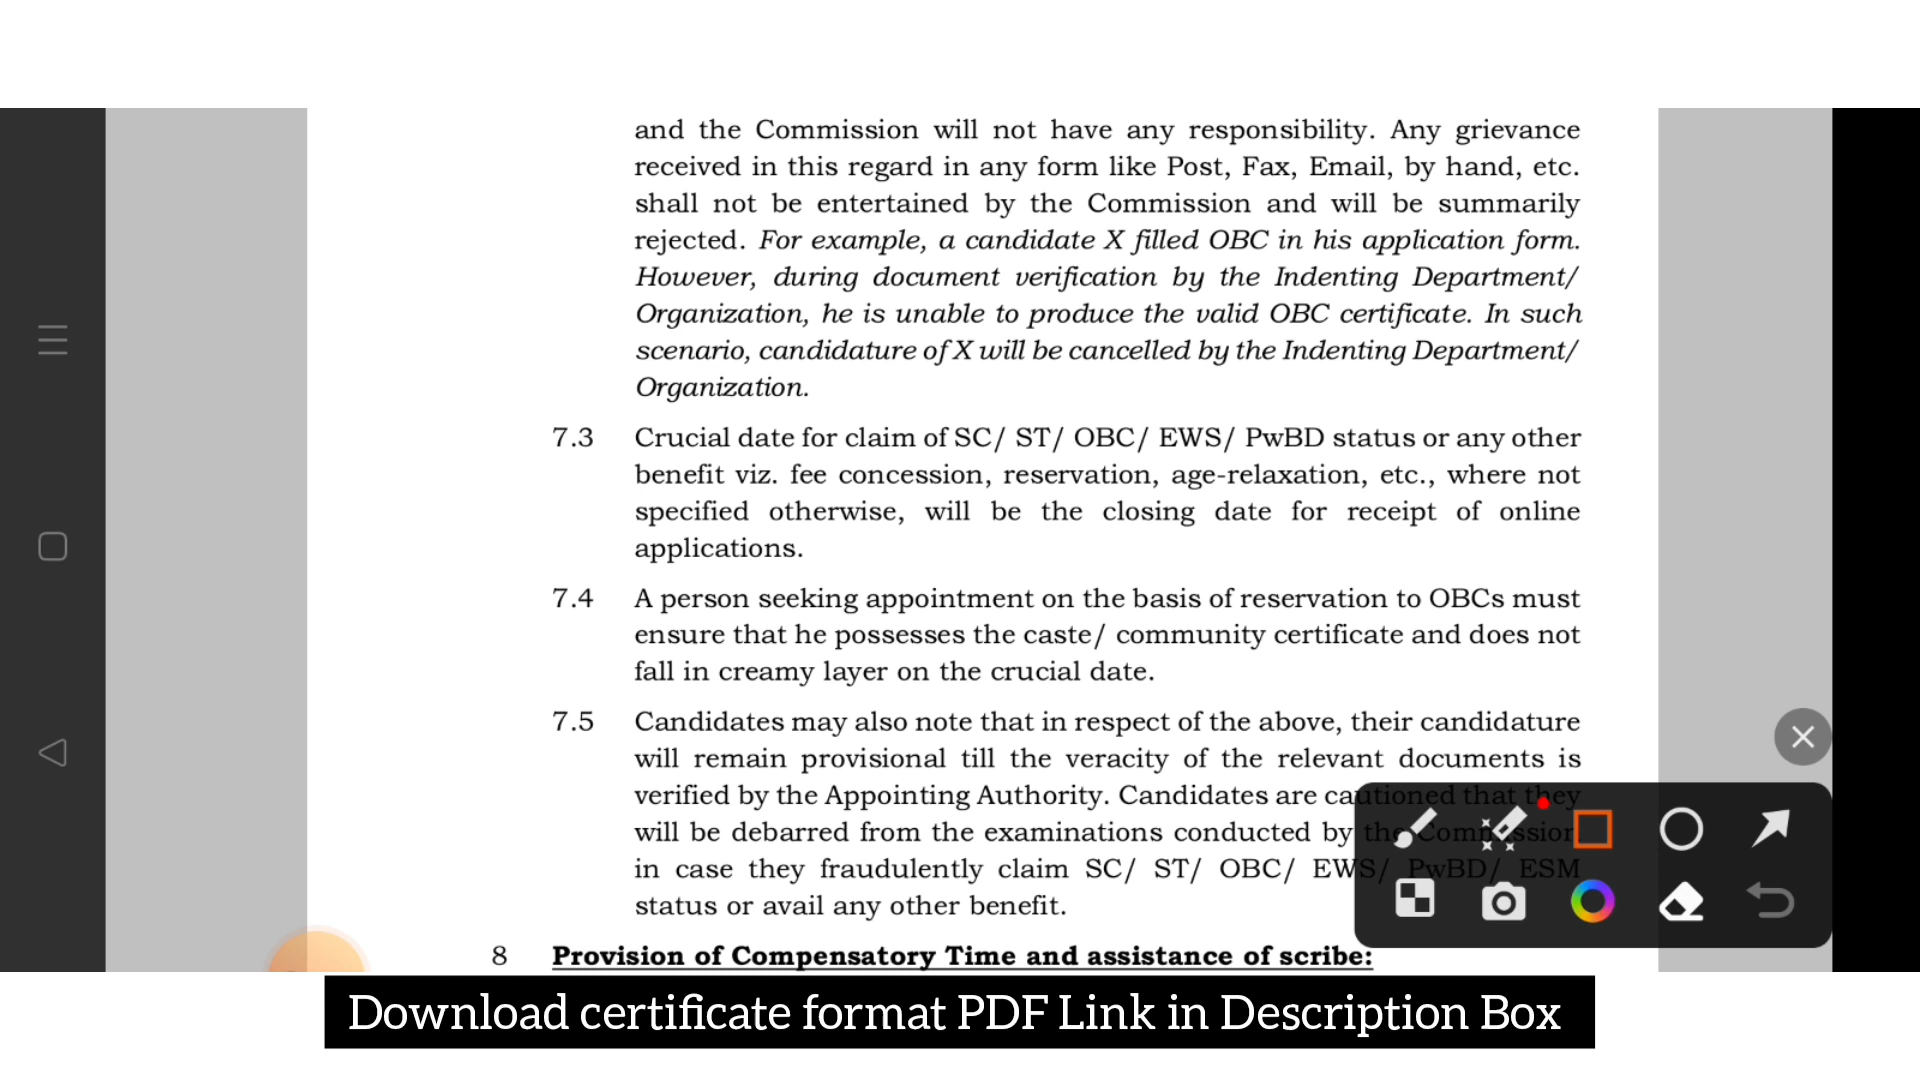 and the Commission will not have any responsibility. Any grievance
received in this regard in any form like Post, Fax, Email, by hand, etc.
shall not be entertained by the Commission and will be summarily
rejected. For example, a candidate X filled OBC in his application form.
However, during document verification by the Indenting Department/
Organization, he is unable to produce the valid OBC certificate. In such
scenario, candidature of X will be cancelled by the Indenting Department/
Organization.
7.3 Crucial date for claim of SC/ ST/ OBC/ EWS/ PwBD status or any other
benefit viz. fee concession, reservation, age-relaxation, etc., where not
specified otherwise, will be the closing date for receipt of online
applications.
7.4 A person seeking appointment on the basis of reservation to OBCs must
ensure that he possesses the caste/ community certificate and does not
fall in creamy layer on the crucial date.
7.5 Candidates may also note that in respect of the above, their candidature
will remain provisional till the veracity of the relevant documents is
verified by the Appointing Authority. Candidates are cautioned that they
will be debarred from the examinations conducted by the Commission
in case they fraudulently claim SC/ ST/ OBC/ EWS/ PwBD/ ESM
status or avail any other benefit.
8 Provision of Compensatory Time and assistance of scribe:
Download certificate format PDF Link in Description Box